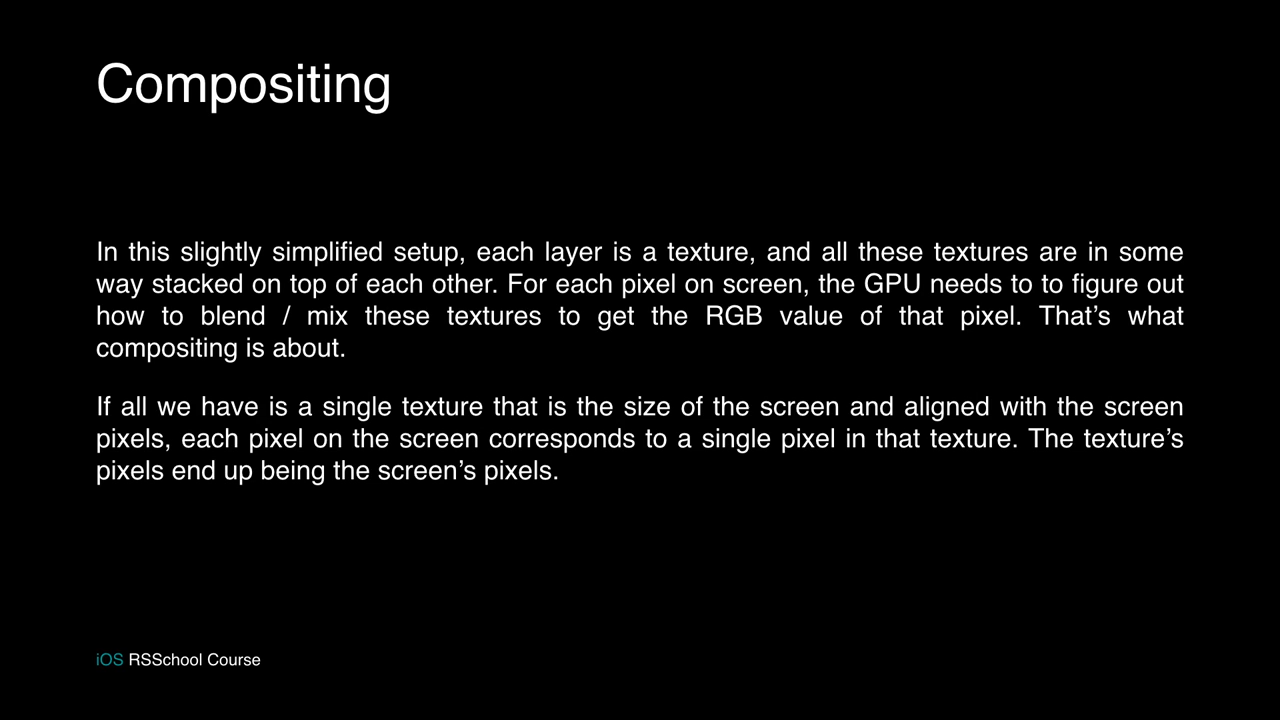 Compositing
In this slightly simplified setup, each layer is a texture, and all these textures are in some
way stacked on top of each other. For each pixel on screen, the GPU needs to to figure out
how to blend / mix these textures to get the RGB value of that pixel. That’s what
compositing is about.
If all we have is a single texture that is the size of the screen and aligned with the screen
pixels, each pixel on the screen corresponds to a single pixel in that texture. The texture’s
pixels end up being the screen’s pixels.
iOS RSSchool Course